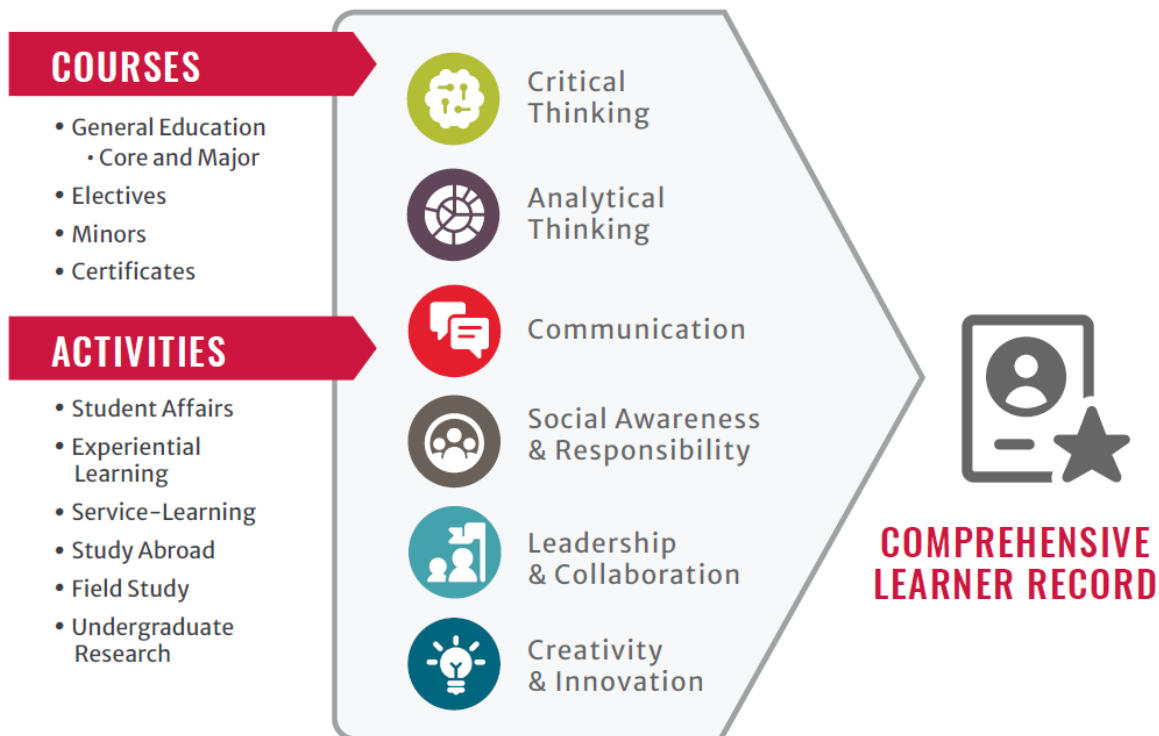 COURSES
• General Education
• Core and Major
• Electives
• Minors
• Certificates
ACTIVITIES
• Student Affairs
• Experiential
Learning
• Service-Learning
• Study Abroad
• Field Study
• Undergraduate
Research
Critical
Thinking
Analytical
Thinking
Communication
Social Awareness
& Responsibility
Leadership
& Collaboration
Creativity
& Innovation
COMPREHENSIVE
LEARNER RECORD